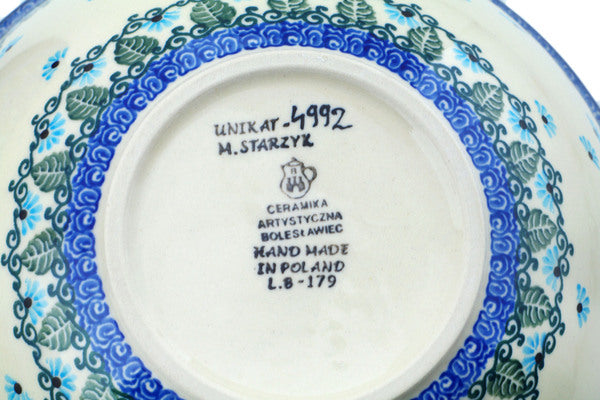 UNIKAT-4992
M. STARZYK
CERAMIKA
ARTYSTYCZNA
BOLESŁAWIEC
HAND MADE
IN POLAND
L.B-179